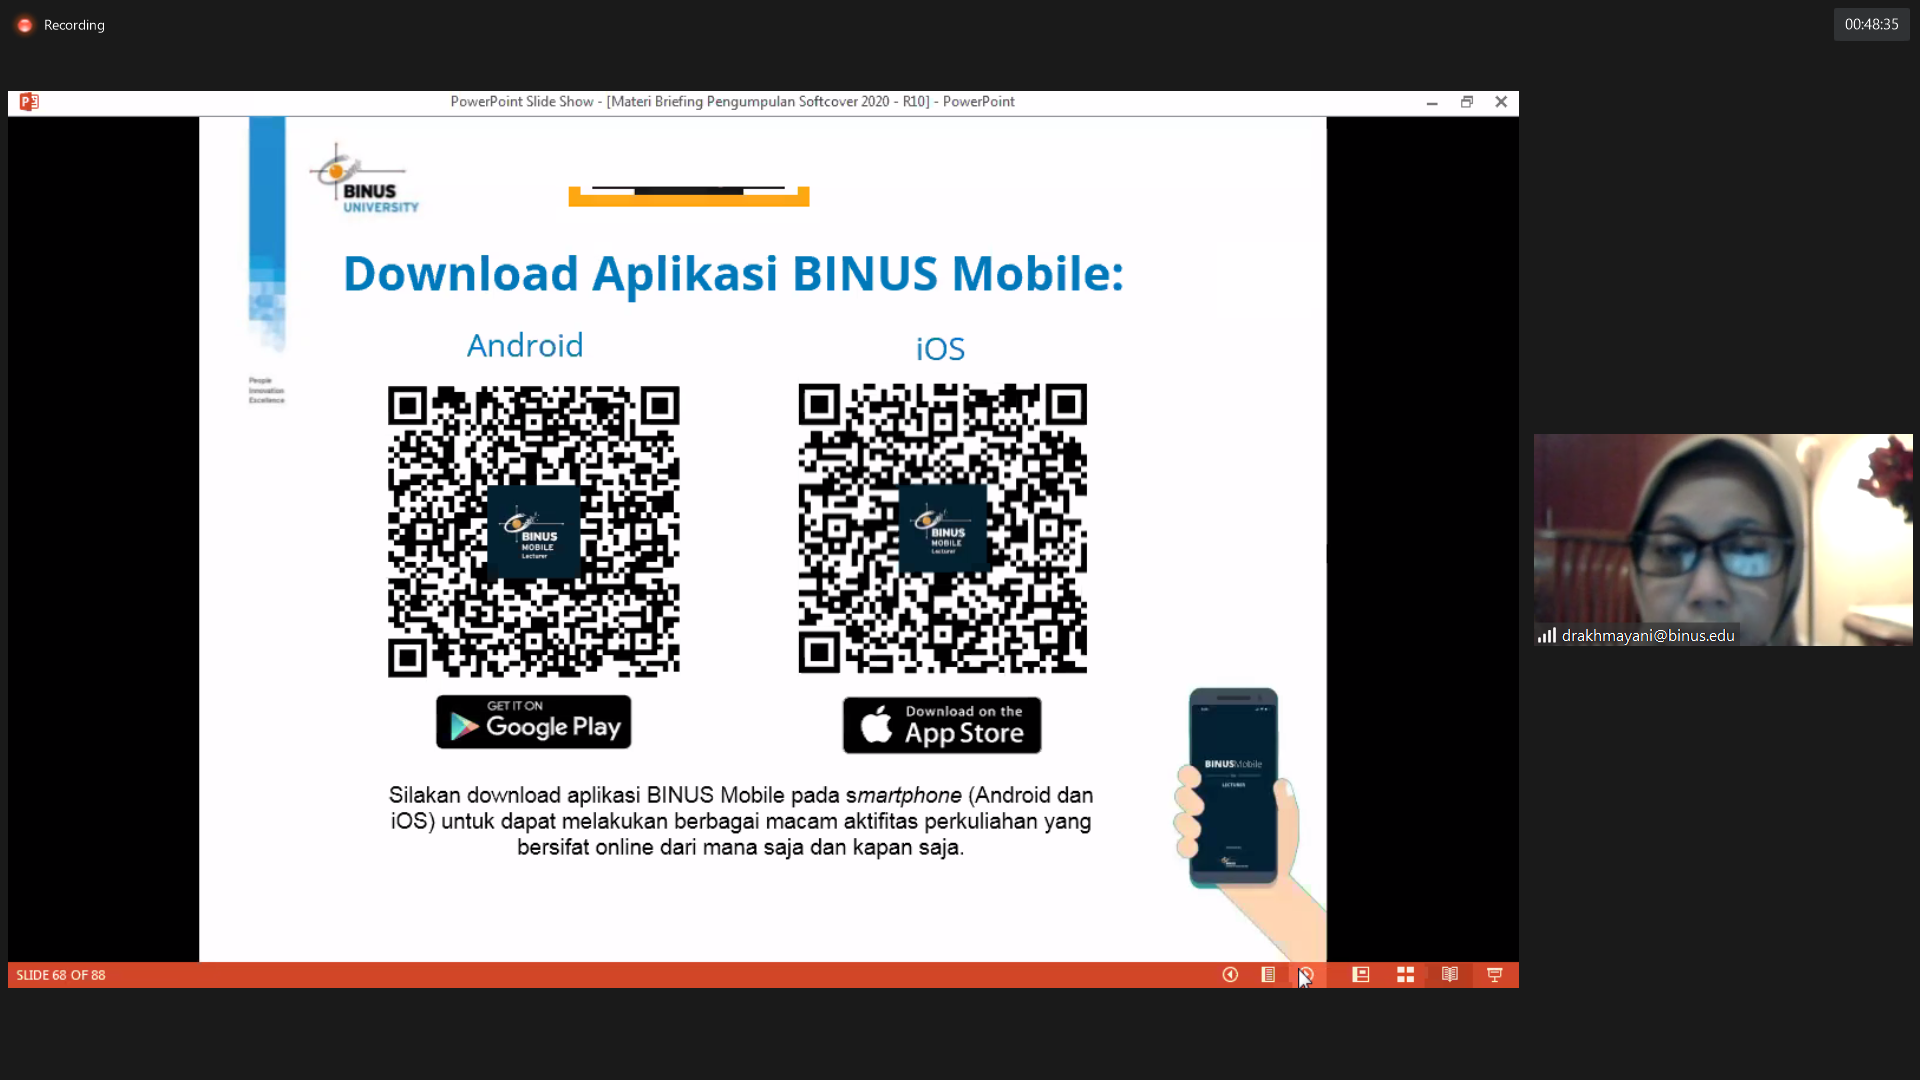 Recording
00:48:35
PowerPoint Slide Show - [Materi Briefing Pengumpulan Softcover 2020 - R10] - PowerPoint
BINUS
UNIVERSITY
Download Aplikasi BINUS Mobile:
Android
iOS
People
Innovation
Excellence
BINUS
MOBILE
Lecturer
BINUS
MOBILE
Lecturer
GET IT ON
Google Play
Download on the
App Store
Silakan download aplikasi BINUS Mobile pada smartphone (Android dan
iOS) untuk dapat melakukan berbagai macam aktifitas perkuliahan yang
bersifat online dari mana saja dan kapan saja.
BINUSMobile
LECTURER
drakhmayani@binus.edu
SLIDE 68 OF 88